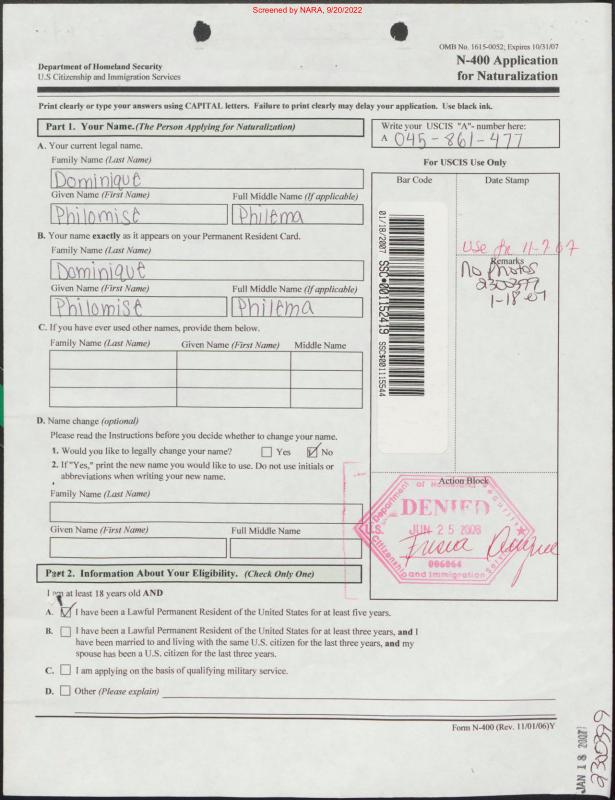 Screened by NARA, 9/20/2022
OMB No. 1615-0052; Expires 10/31/07
Department of Homeland Security
U.S Citizenship and Immigration Services
N-400 Application
for Naturalization
Print clearly or type your answers using CAPITAL letters. Failure to print clearly may delay your application. Use black ink.
Part 1. Your Name. (The Person Applying for Naturalization)
Write your USCIS "A"- number here:
A 045-861-477
A. Your current legal name.
Family Name (Last Name)
Dominique
Given Name (First Name) Full Middle Name (If applicable)
Philomise Philema
For USCIS Use Only
Bar Code Date Stamp
01/18/2007 SSC*001152419 SSC$001115544
Use 11-7 07
Remarks
No photos
2300399
1-18-07
B. Your name exactly as it appears on your Permanent Resident Card.
Family Name (Last Name)
Dominique
Given Name (First Name) Full Middle Name (If applicable)
Philomise Philema
C. If you have ever used other names, provide them below.
Family Name (Last Name) Given Name (First Name) Middle Name
D. Name change (optional)
Please read the Instructions before you decide whether to change your name.
1. Would you like to legally change your name? Yes No
2. If "Yes," print the new name you would like to use. Do not use initials or
abbreviations when writing your new name.
Family Name (Last Name)
Given Name (First Name) Full Middle Name
Action Block
Department of Homeland Security
DENIED
U.S.
JUN 25 2008
006064
Citizenship and Immigration
Part 2. Information About Your Eligibility. (Check Only One)
I am at least 18 years old AND
A. I have been a Lawful Permanent Resident of the United States for at least five years.
B. I have been a Lawful Permanent Resident of the United States for at least three years, and I
have been married to and living with the same U.S. citizen for the last three years, and my
spouse has been a U.S. citizen for the last three years.
C. I am applying on the basis of qualifying military service.
D. Other (Please explain)
Form N-400 (Rev. 11/01/06)Y
JAN 18 2007
2300399